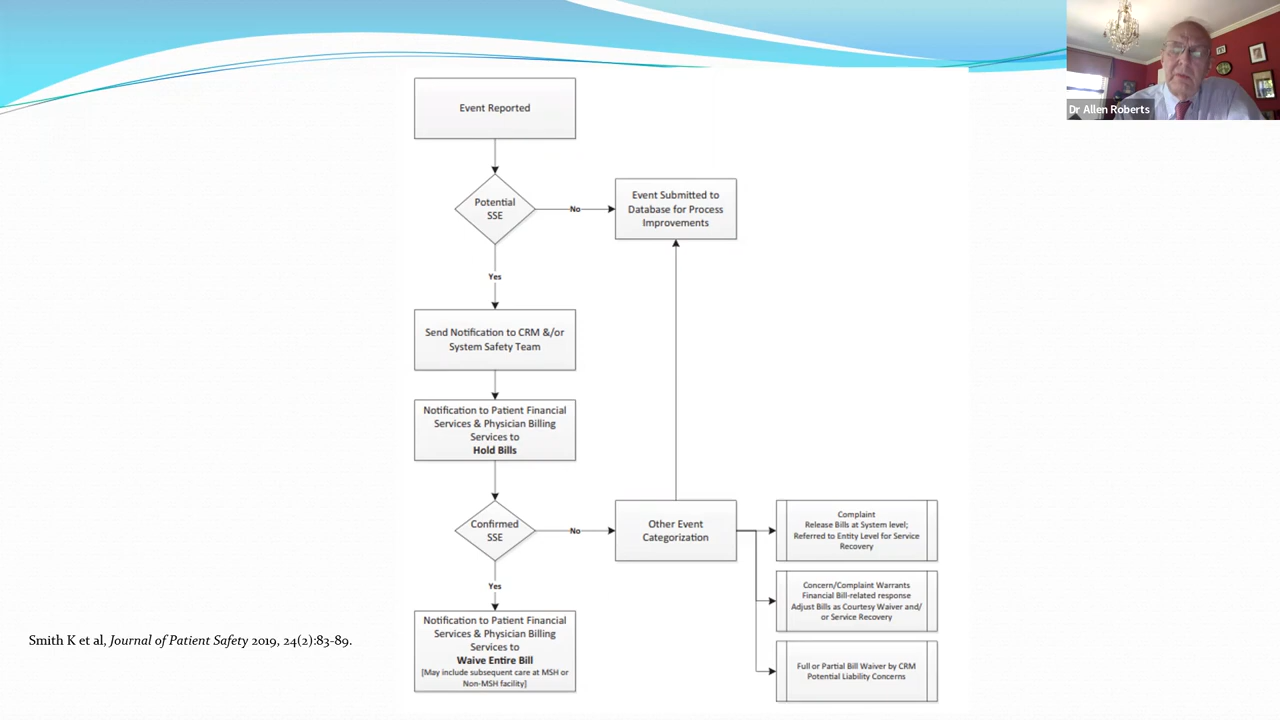 Dr Allen Roberts
Event Reported
Potential
SSE
No
Event Submitted to
Database for Process
Improvements
Yes
Send Notification to CRM &/or
System Safety Team
Notification to Patient Financial
Services & Physician Billing
Services to
Hold Bills
Confirmed
SSE
No
Other Event
Categorization
Complaint
Release Bills at System level;
Referred to Entity Level for Service
Recovery
Concern/Complaint Warrants
Financial Bill-related response
Adjust Bills as Courtesy Waiver and/
or Service Recovery
Full or Partial Bill Waiver by CRM
Potential Liability Concerns
Yes
Notification to Patient Financial
Services & Physician Billing
Services to
Waive Entire Bill
[May include subsequent care at MSH or
Non-MSH facility]
Smith K et al, Journal of Patient Safety 2019, 24(2):83-89.